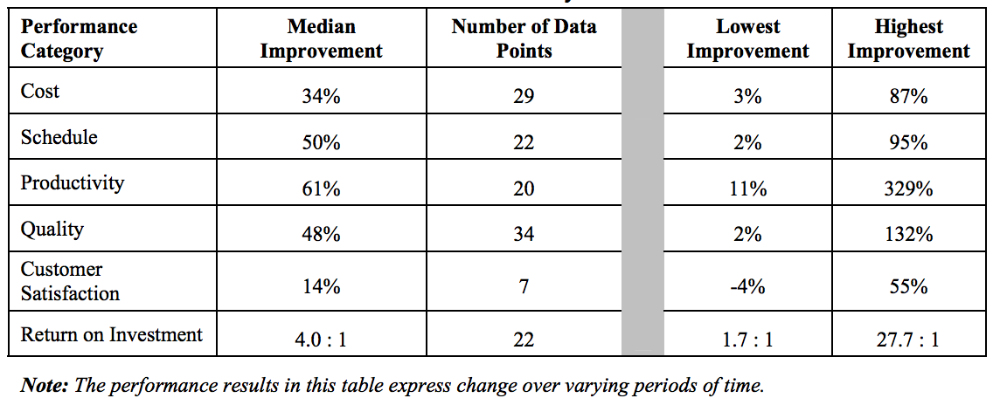 Performance Category Median Improvement Number of Data Points Lowest Improvement Highest Improvement
Cost 34% 29 3% 87%
Schedule 50% 22 2% 95%
Productivity 61% 20 11% 329%
Quality 48% 34 2% 132%
Customer Satisfaction 14% 7 -4% 55%
Return on Investment 4.0 : 1 22 1.7 : 1 27.7 : 1
Note: The performance results in this table express change over varying periods of time.